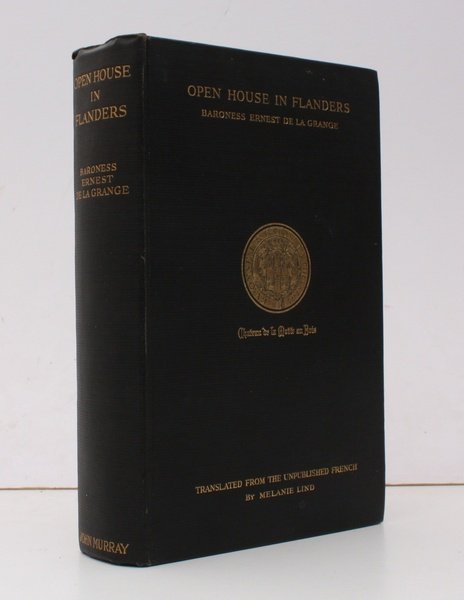 OPEN HOUSE
IN
FLANDERS
BARONESS
ERNEST
DE LA GRANGE
JOHN MURRAY
OPEN HOUSE IN FLANDERS
BARONESS ERNEST DE LA GRANGE
Chateau de la Motte au Bois
TRANSLATED FROM THE UNPUBLISHED FRENCH
BY MELANIE LIND